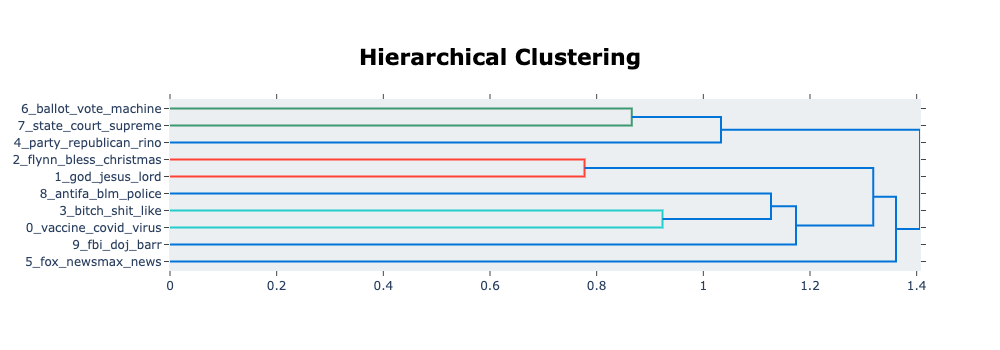 Hierarchical Clustering
6_ballot_vote_machine
7_state_court_supreme
4_party_republican_rino
2_flynn_bless_christmas
1_god_jesus_lord
8_antifa_blm_police
3_bitch_shit_like
0_vaccine_covid_virus
9_fbi_doj_barr
5_fox_newsmax_news
0 0.2 0.4 0.6 0.8 1 1.2 1.4